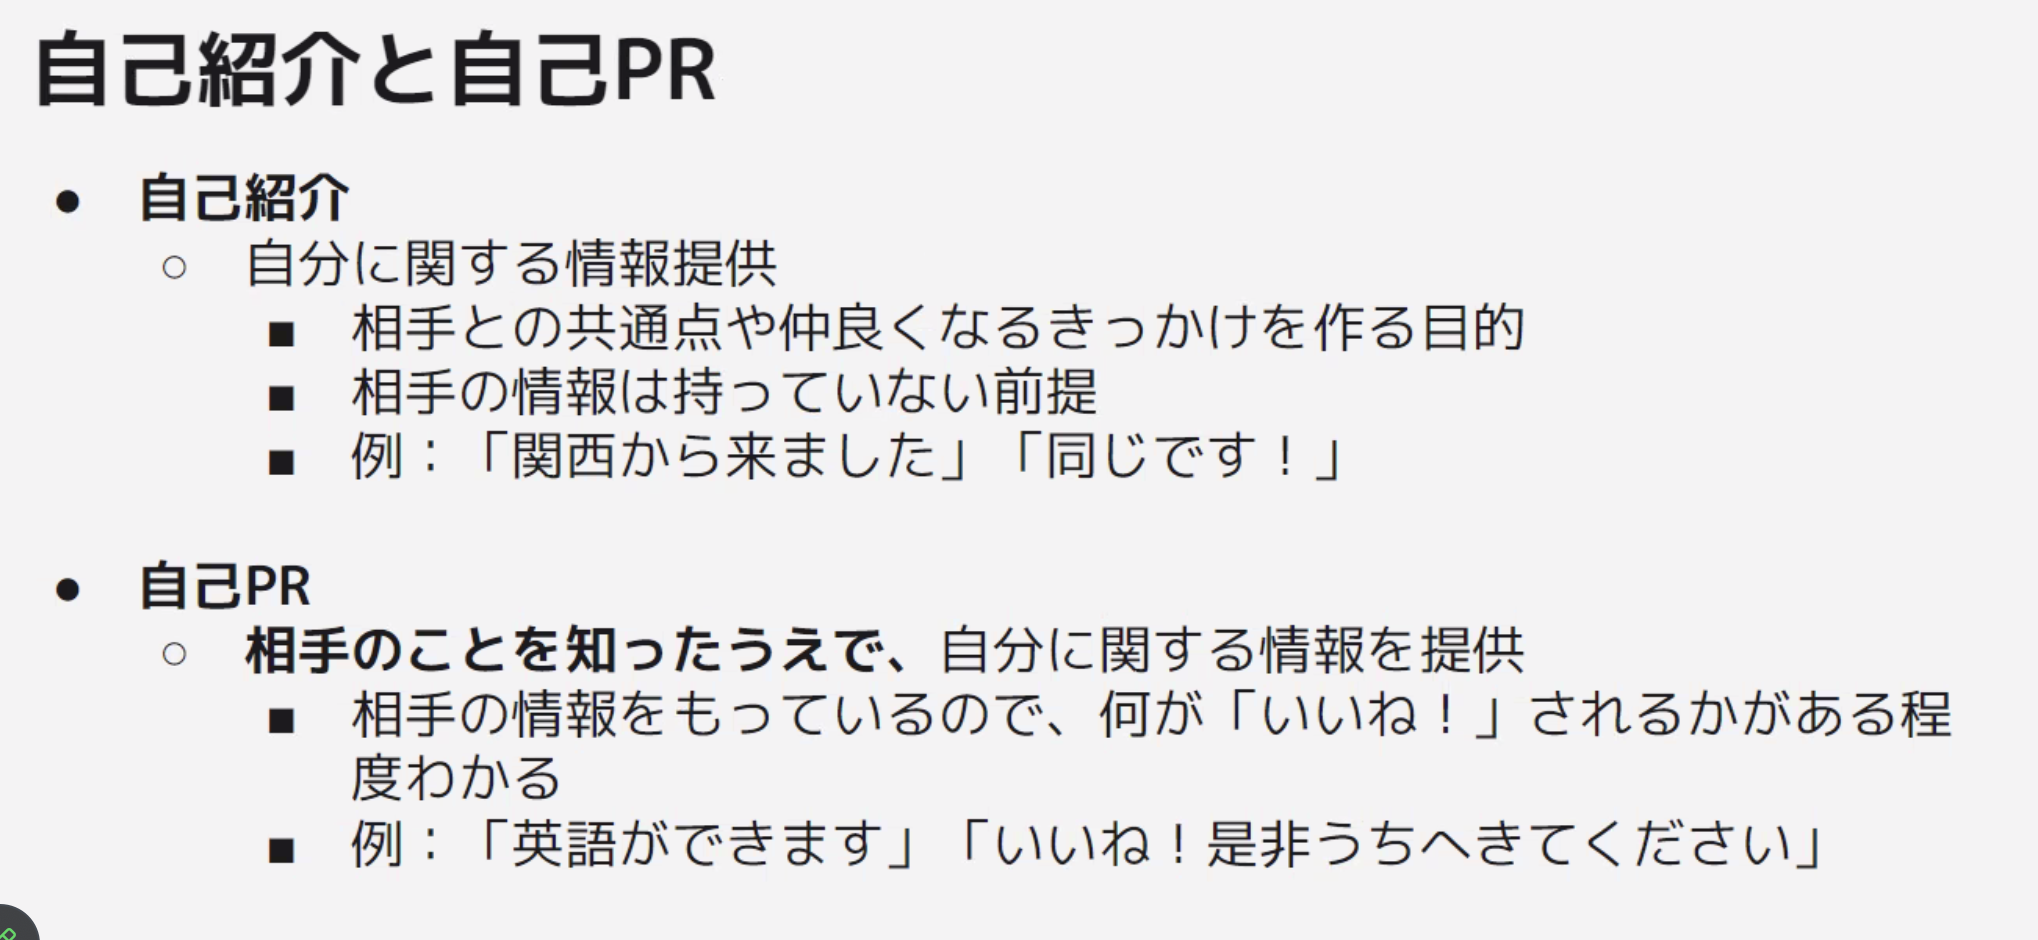 自己紹介と自己PR
● 自己紹介
○ 自分に関する情報提供
■ 相手との共通点や仲良くなるきっかけを作る目的
■ 相手の情報は持っていない前提
■ 例：「関西から来ました」「同じです！」
● 自己PR
○ 相手のことを知ったうえで、自分に関する情報を提供
■ 相手の情報をもっているので、何が「いいね！」されるかがある程
度わかる
■ 例：「英語ができます」「いいね！是非うちへきてください」